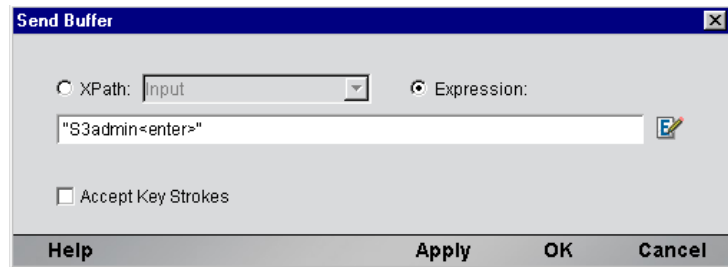 Send Buffer
XPath: Input Expression:
"S3admin<enter>"
Accept Key Strokes
Help Apply OK Cancel